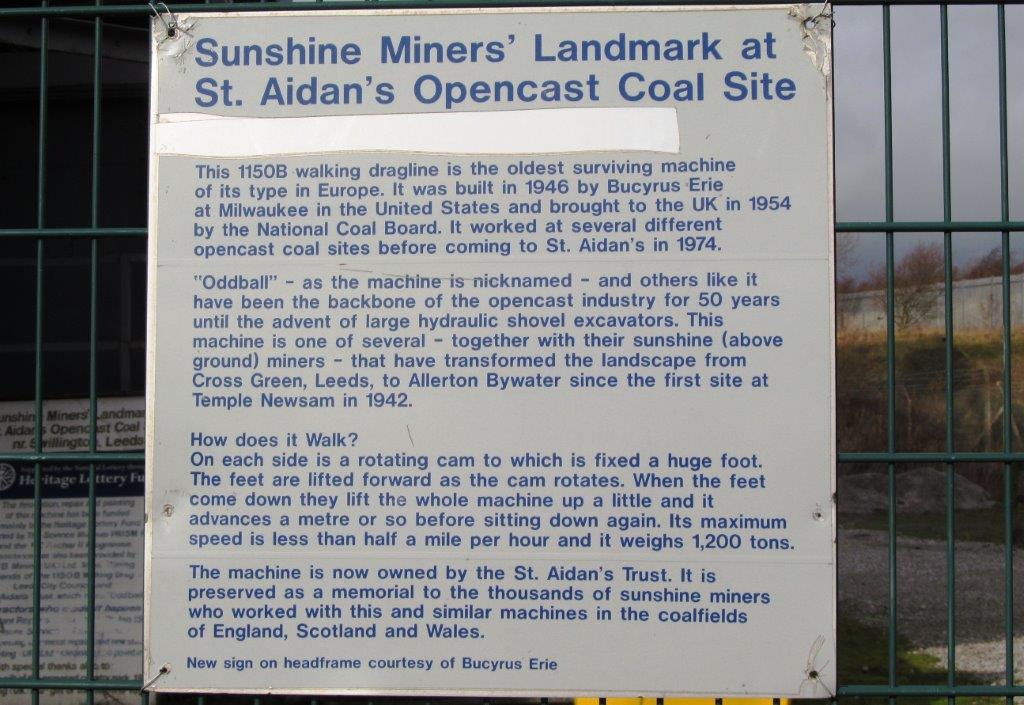 Sunshine Miners' Landmark at
St. Aidan's Opencast Coal Site
This 1150B walking dragline is the oldest surviving machine
of its type in Europe. It was built in 1946 by Bucyrus Erie
at Milwaukee in the United States and brought to the UK in 1954
by the National Coal Board. It worked at several different
opencast coal sites before coming to St. Aidan's in 1974.
"Oddball" - as the machine is nicknamed - and others like it
have been the backbone of the opencast industry for 50 years
until the advent of large hydraulic shovel excavators. This
machine is one of several - together with their sunshine (above
ground) miners - that have transformed the landscape from
Cross Green, Leeds, to Allerton Bywater since the first site at
Temple Newsam in 1942.
How does it Walk?
On each side is a rotating cam to which is fixed a huge foot.
The feet are lifted forward as the cam rotates. When the feet
come down they lift the whole machine up a little and it
advances a metre or so before sitting down again. Its maximum
speed is less than half a mile per hour and it weighs 1,200 tons.
The machine is now owned by the St. Aidan's Trust. It is
preserved as a memorial to the thousands of sunshine miners
who worked with this and similar machines in the coalfields
of England, Scotland and Wales.
New sign on headframe courtesy of Bucyrus Erie
unshine Miners' Landma
Aidan's Opencast Coal
nr. Swillington, Leeds
Heritage Lottery Fu